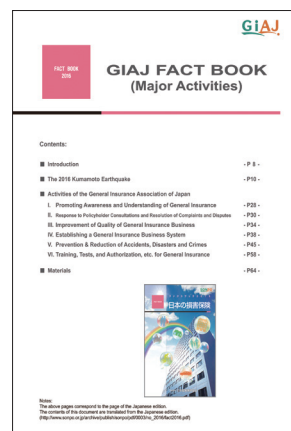 GIAJ
FACT BOOK
2016
GIAJ FACT BOOK
(Major Activities)
Contents:
■ Introduction - P 8 -
■ The 2016 Kumamoto Earthquake - P10 -
■ Activities of the General Insurance Association of Japan
I. Promoting Awareness and Understanding of General Insurance - P28 -
II. Response to Policyholder Consultations and Resolution of Complaints and Disputes - P30 -
III. Improvement of Quality of General Insurance Business - P34 -
IV. Establishing a General Insurance Business System - P38 -
V. Prevention & Reduction of Accidents, Disasters and Crimes - P45 -
VI. Training, Tests, and Authorization, etc. for General Insurance - P58 -
■ Materials - P64 -
日本の損害保険
Notes:
The above pages correspond to the page of the Japanese edition.
The contents of this document are translated from the Japanese edition.